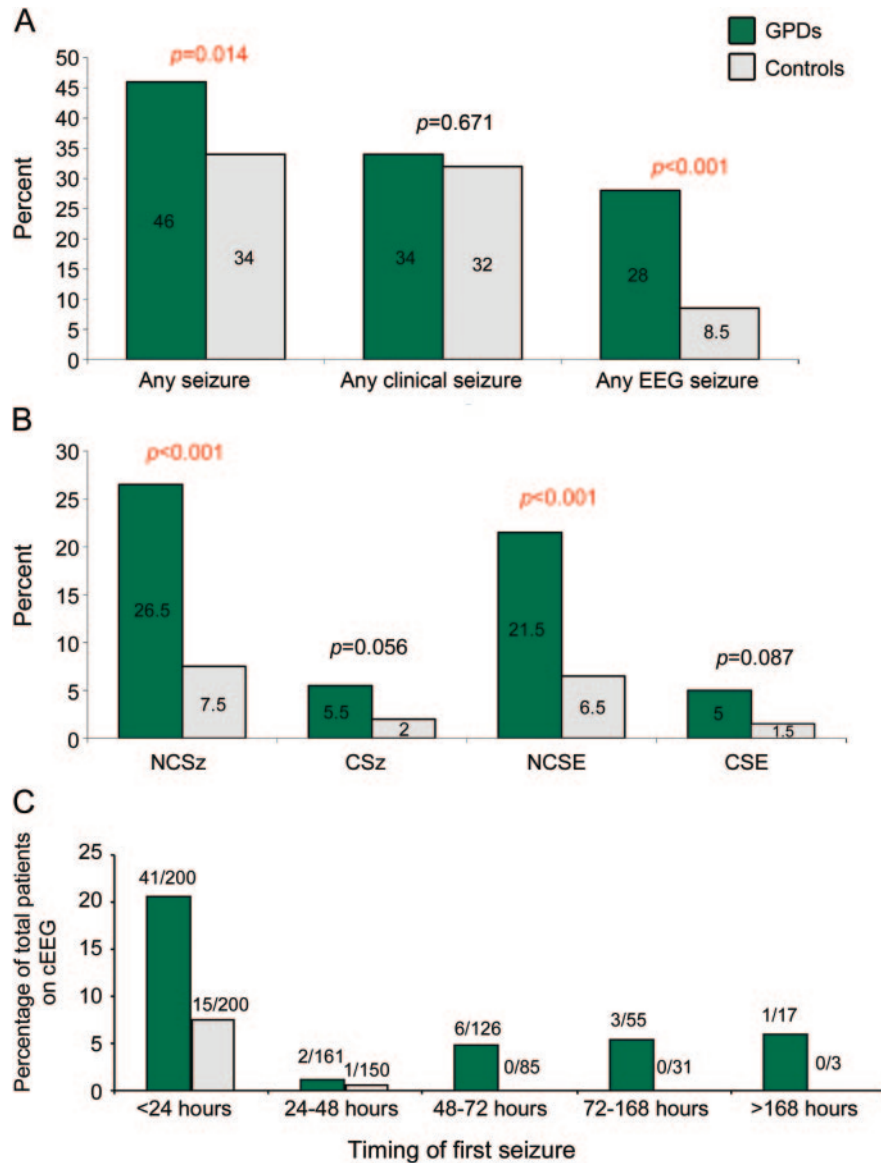 A
p=0.014
p=0.671
p<0.001
GPDs
Controls
Percent
50
45
40
35
30
25
20
15
10
5
0
46
34
34
32
28
8.5
Any seizure
Any clinical seizure
Any EEG seizure
B
p<0.001
p=0.056
p<0.001
p=0.087
Percent
30
25
20
15
10
5
0
26.5
7.5
5.5
2
21.5
6.5
5
1.5
NCSz
CSz
NCSE
CSE
C
Percentage of total patients
on cEEG
25
20
15
10
5
0
41/200
15/200
2/161
1/150
6/126
0/85
3/55
0/31
1/17
0/3
<24 hours
24-48 hours
48-72 hours
72-168 hours
>168 hours
Timing of first seizure